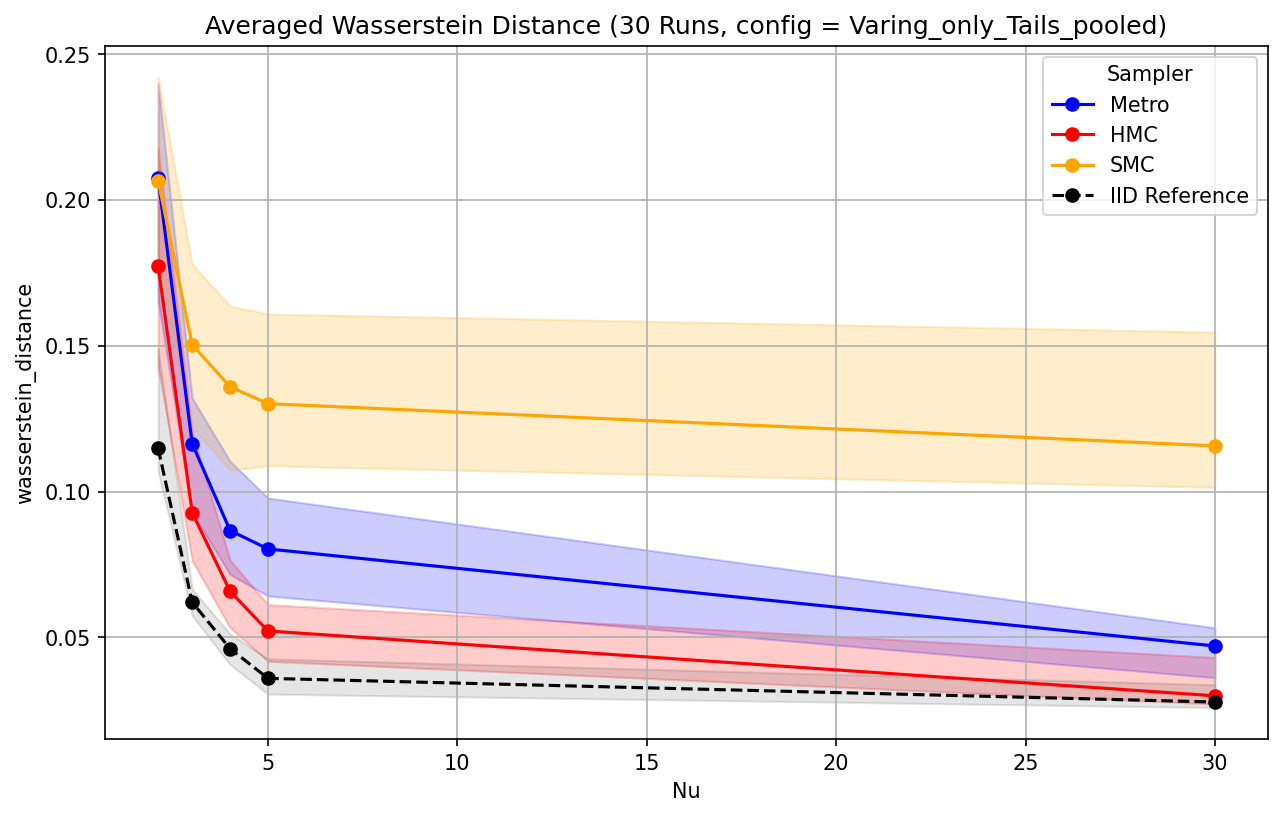 Averaged Wasserstein Distance (30 Runs, config = Varing_only_Tails_pooled)
Sampler
Metro
HMC
SMC
IID Reference
wasserstein_distance
0.25
0.20
0.15
0.10
0.05
5
10
15
20
25
30
Nu